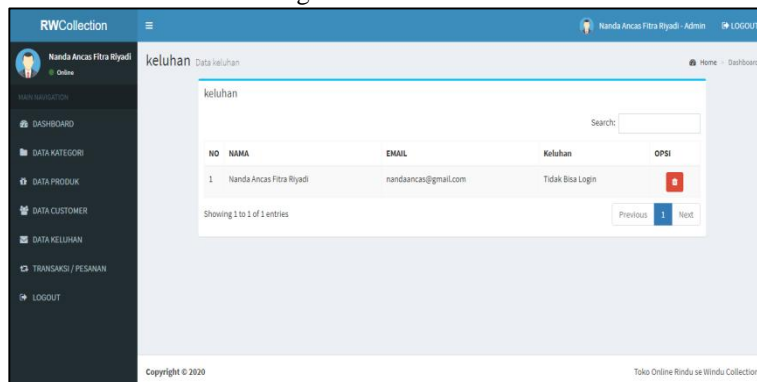 RWCollection
Nanda Ancas Fitra Riyadi - Admin LOGOUT
Nanda Ancas Fitra Riyadi
Online
MAIN NAVIGATION
DASHBOARD
DATA KATEGORI
DATA PRODUK
DATA CUSTOMER
DATA KELUHAN
TRANSAKSI / PESANAN
LOGOUT
keluhan Data keluhan
Home > Dashboard
keluhan
Search:
NO NAMA EMAIL Keluhan OPSI
1 Nanda Ancas Fitra Riyadi nandaancas@gmail.com Tidak Bisa Login
Showing 1 to 1 of 1 entries
Previous 1 Next
Copyright © 2020
Toko Online Rindu se Windu Collection